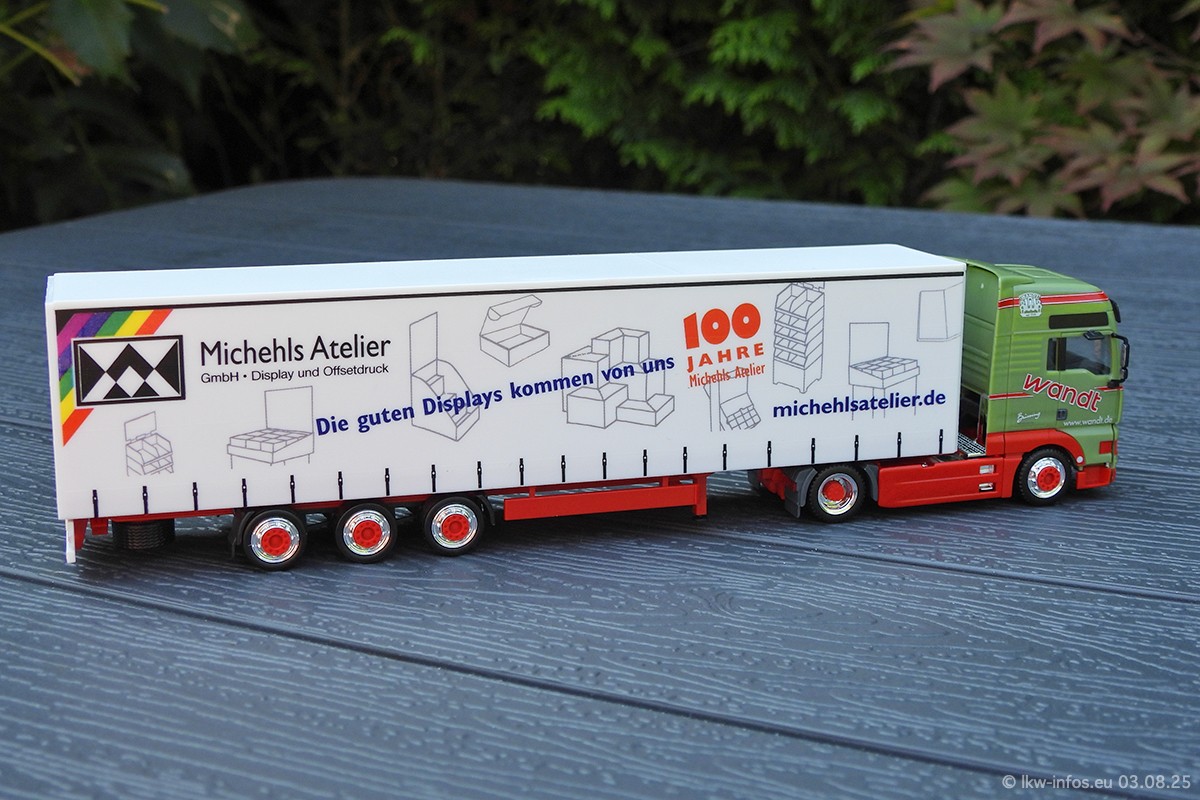 Michehls Atelier
GmbH • Display und Offsetdruck
Die guten Displays kommen von uns
100
JAHRE
Michehls Atelier
michehlsatelier.de
wandt
www.wandt.de
© lkw-infos.eu 03.08.25